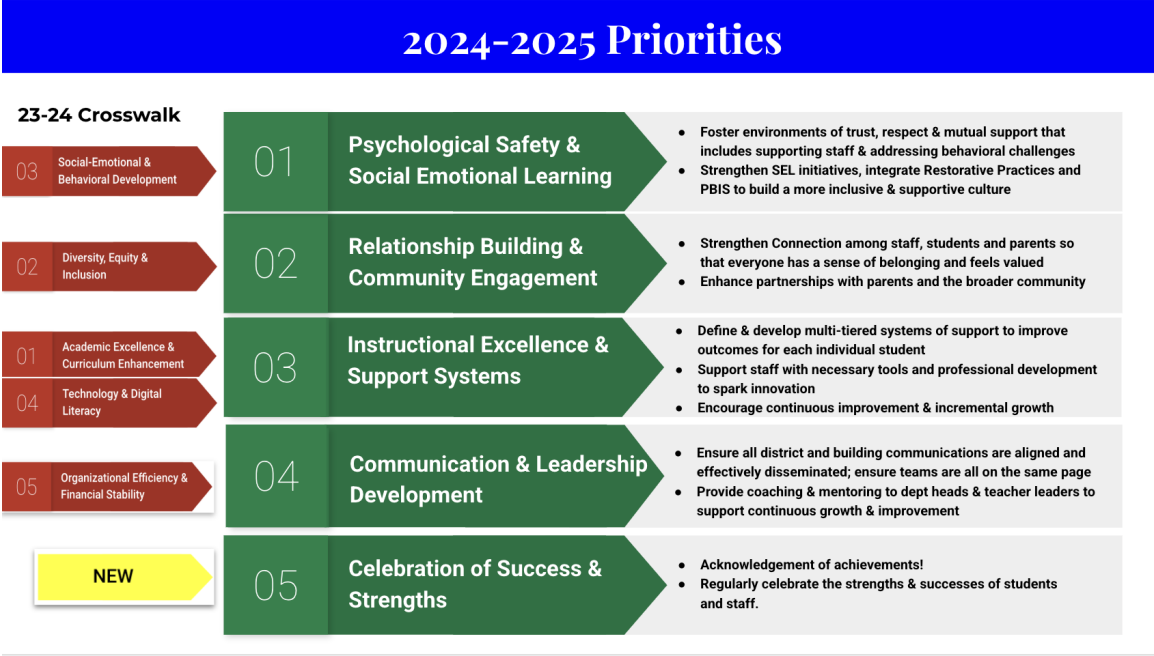 2024-2025 Priorities
23-24 Crosswalk
03
Social-Emotional &
Behavioral Development
01
Psychological Safety &
Social Emotional Learning
● Foster environments of trust, respect & mutual support that
includes supporting staff & addressing behavioral challenges
● Strengthen SEL initiatives, integrate Restorative Practices and
PBIS to build a more inclusive & supportive culture
02
Diversity, Equity &
Inclusion
02
Relationship Building &
Community Engagement
● Strengthen Connection among staff, students and parents so
that everyone has a sense of belonging and feels valued
● Enhance partnerships with parents and the broader community
01
Academic Excellence &
Curriculum Enhancement
04
Technology & Digital
Literacy
03
Instructional Excellence &
Support Systems
● Define & develop multi-tiered systems of support to improve
outcomes for each individual student
● Support staff with necessary tools and professional development
to spark innovation
● Encourage continuous improvement & incremental growth
05
Organizational Efficiency &
Financial Stability
04
Communication & Leadership
Development
● Ensure all district and building communications are aligned and
effectively disseminated; ensure teams are all on the same page
● Provide coaching & mentoring to dept heads & teacher leaders to
support continuous growth & improvement
NEW
05
Celebration of Success &
Strengths
● Acknowledgement of achievements!
● Regularly celebrate the strengths & successes of students
and staff.